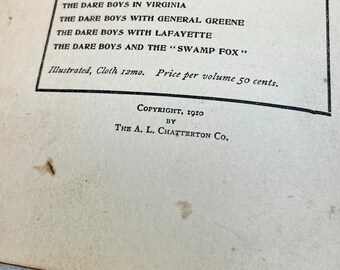 THE DARE BOYS IN VIRGINIA
THE DARE BOYS WITH GENERAL GREENE
THE DARE BOYS WITH LAFAYETTE
THE DARE BOYS AND THE "SWAMP FOX"
Illustrated, Cloth 12mo. Price per volume 50 cents.
COPYRIGHT, 1910
BY
THE A. L. CHATTERTON CO.